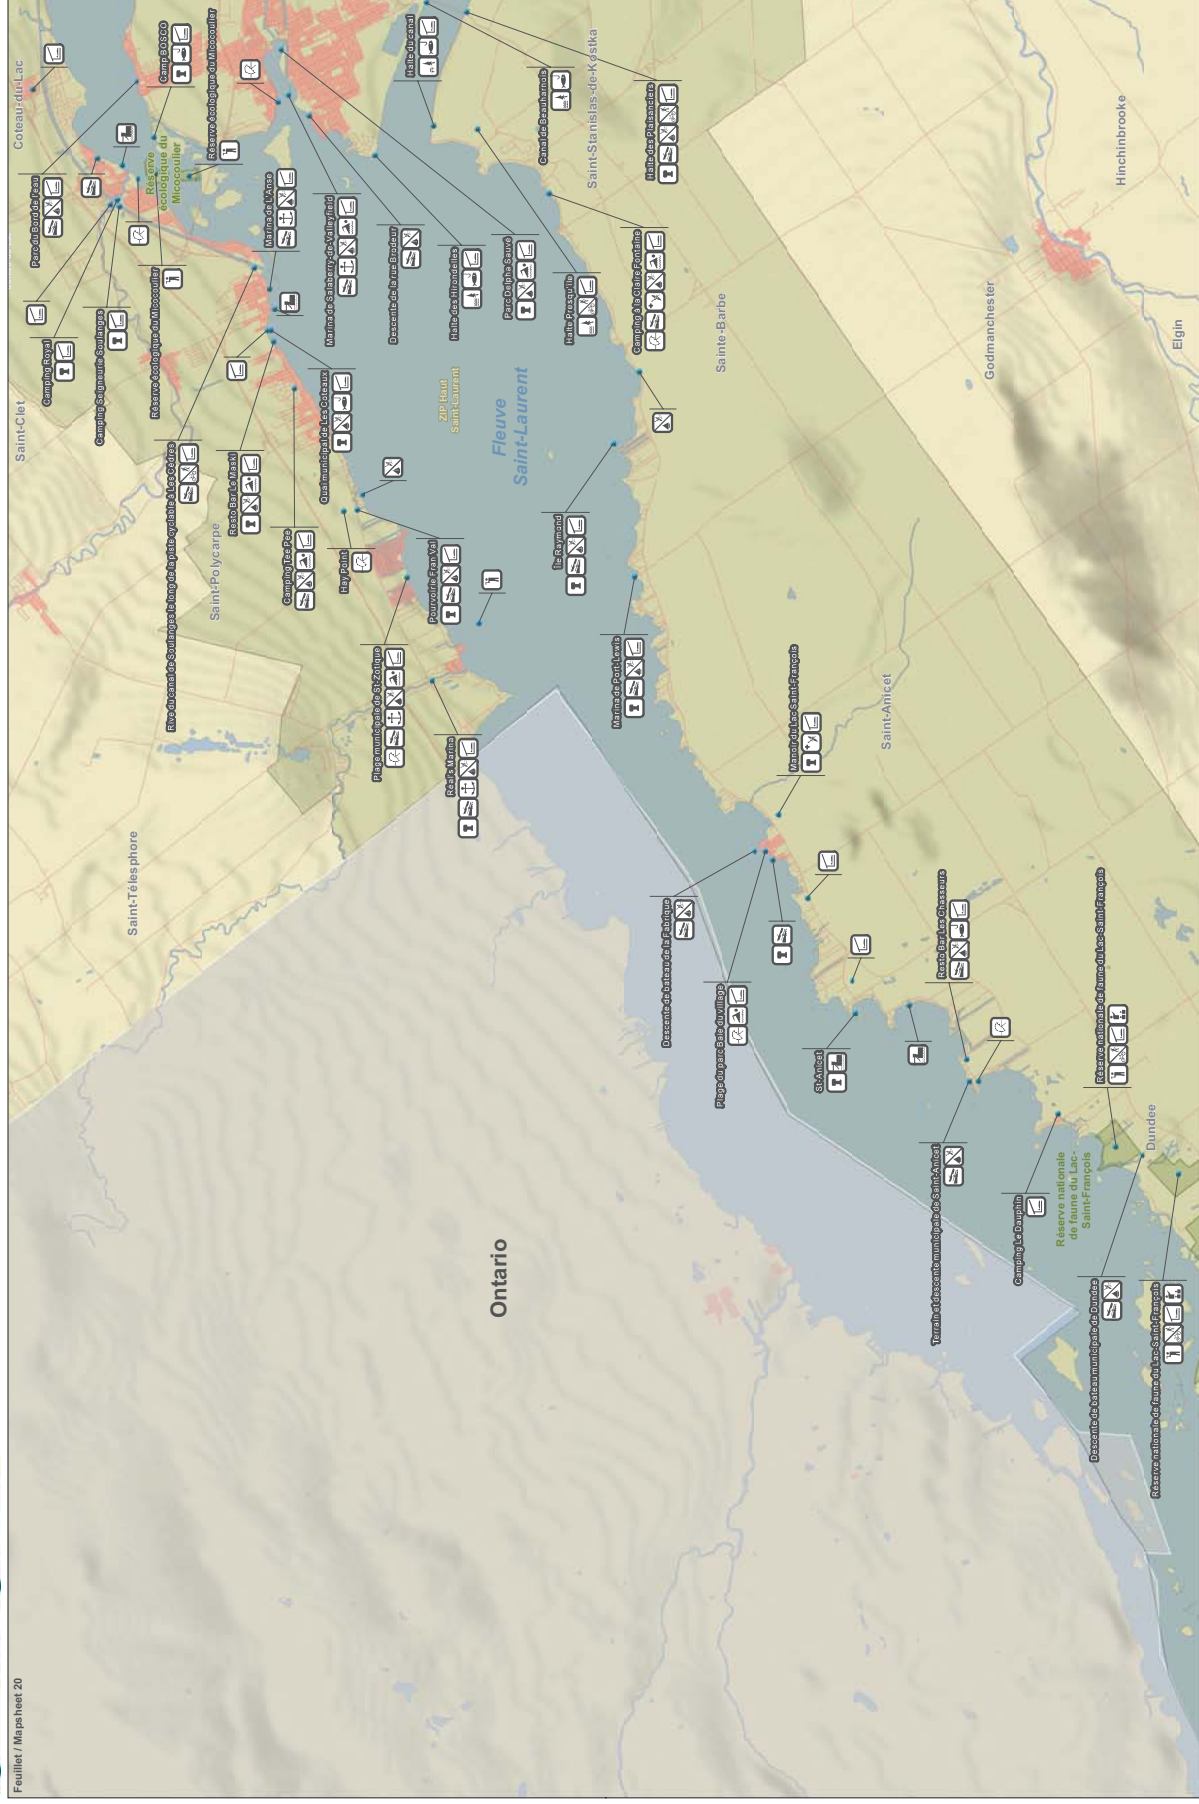 Feuillet / Mapsheet 20
Coteau-du-Lac
Saint-Clet
Saint-Polycarpe
Saint-Télesphore
Ontario
Parc du Bord de l'eau
Camp BOSCO
Réserve écologique du Micocoulier
Réserve
écologique du
Micocoulier
Camping Royal
Camping Seigneurie Soulanges
Réserve écologique du Micocoulier
Rive du canal de Soulanges le long de la piste cyclable à Les Cèdres
Resto Bar Le Maski
Camping Tee Pee
Hay Point
Quai municipal de Les Coteaux
Marina de L'Anse
Marina de Salaberry-de-Valleyfield
Descente de la rue Brodeur
Halte des Hirondelles
Parc Delpha Sauvé
Halte Presqu'île
Halte du canal
Canal de Beauharnois
Halte des Plaisanciers
Camping à la Claire Fontaine
Saint-Stanislas-de-Kostka
Sainte-Barbe
ZIP Haut
Saint-Laurent
Fleuve
Saint-Laurent
Pourvoirie Fran Val
Plage municipale de St-Zotique
Réal's Marina
Île Raymond
Marina de Port-Lewis
Manoir du Lac Saint-François
Saint-Anicet
Godmanchester
Hinchinbrooke
Elgin
Descente de bateau de la Fabrique
Plage du parc Baie du village
St-Anicet
Resto Bar Les Chasseurs
Terrain et descente municipale de Saint-Anicet
Camping Le Dauphin
Réserve nationale
de faune du Lac-
Saint-François
Réserve nationale de faune du Lac-Saint-François
Dundee
Descente de bateau municipale de Dundee
Réserve nationale de faune du Lac-Saint-François